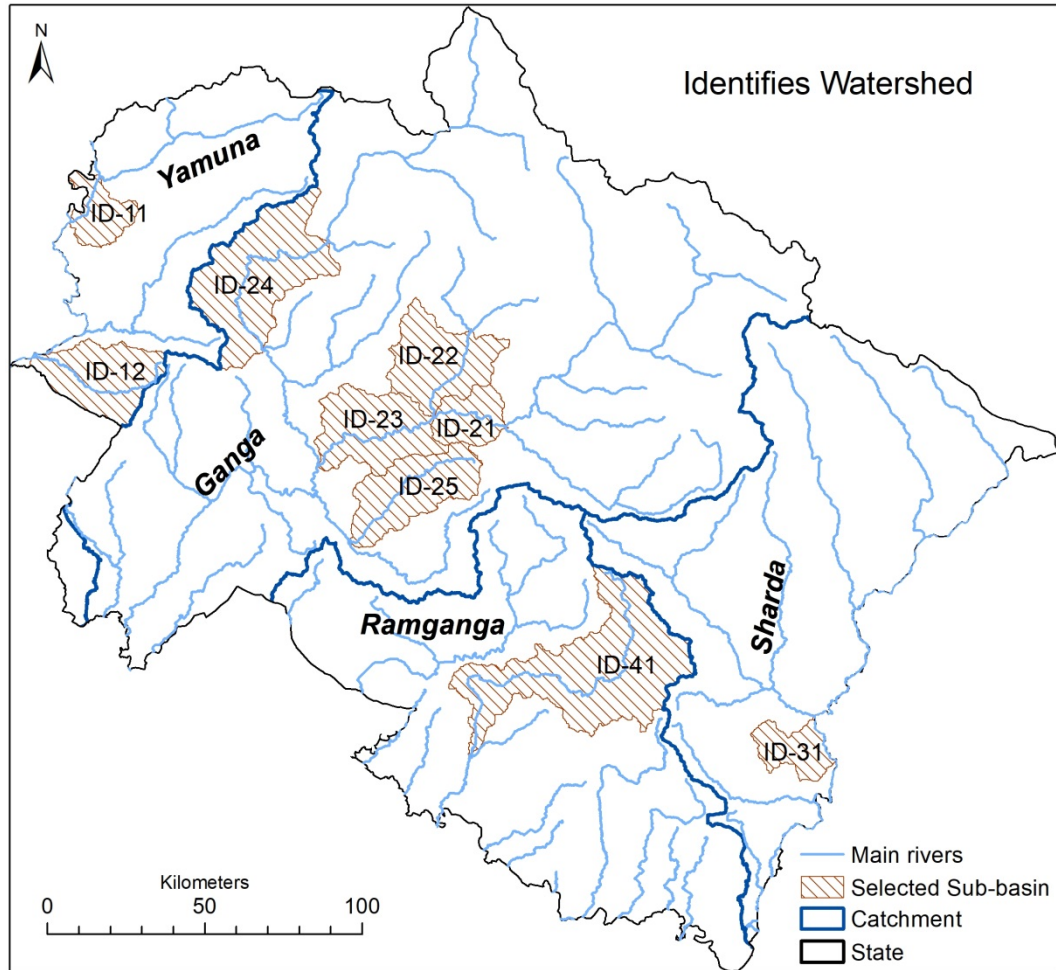 N
Identifies Watershed
Yamuna
ID-11
ID-24
ID-12
ID-22
ID-23
ID-21
Ganga
ID-25
Ramganga
Sharda
ID-41
ID-31
Kilometers
0 50 100
Main rivers
Selected Sub-basin
Catchment
State